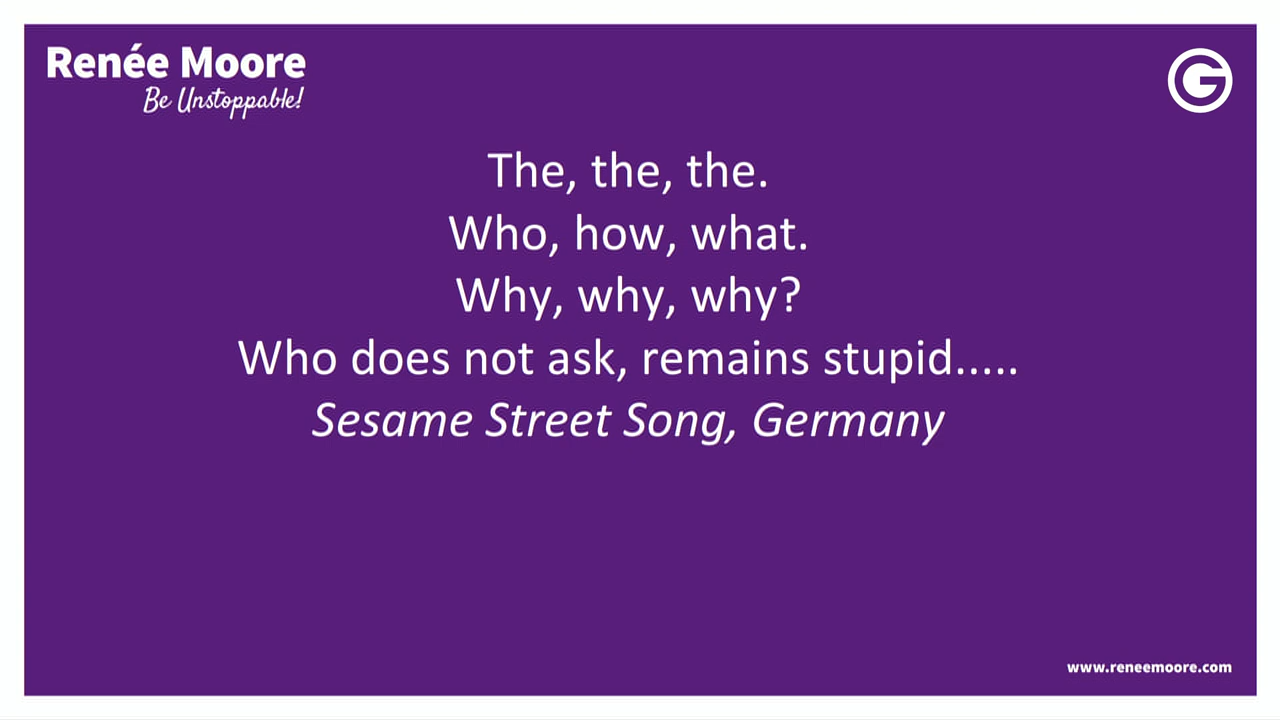 Renée Moore
Be Unstoppable!
G
The, the, the.
Who, how, what.
Why, why, why?
Who does not ask, remains stupid.....
Sesame Street Song, Germany
www.reneemoore.com